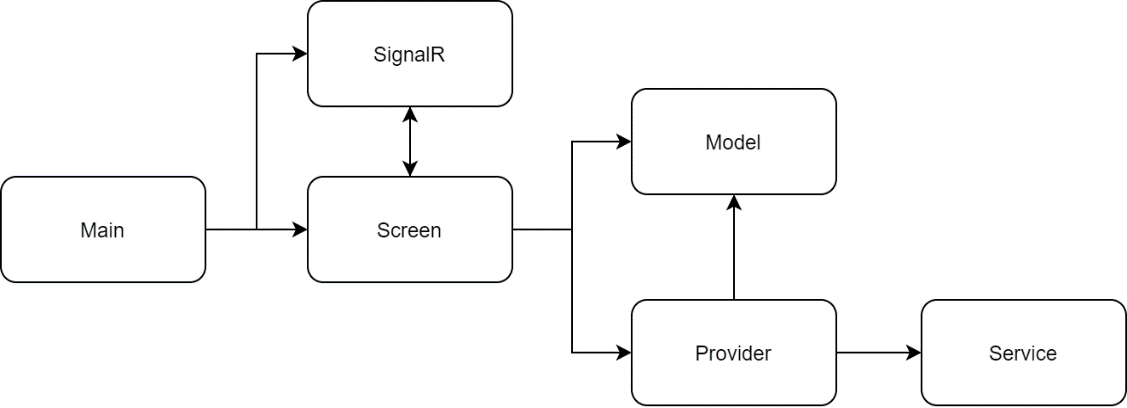 SignalR
Model
Main
Screen
Provider
Service